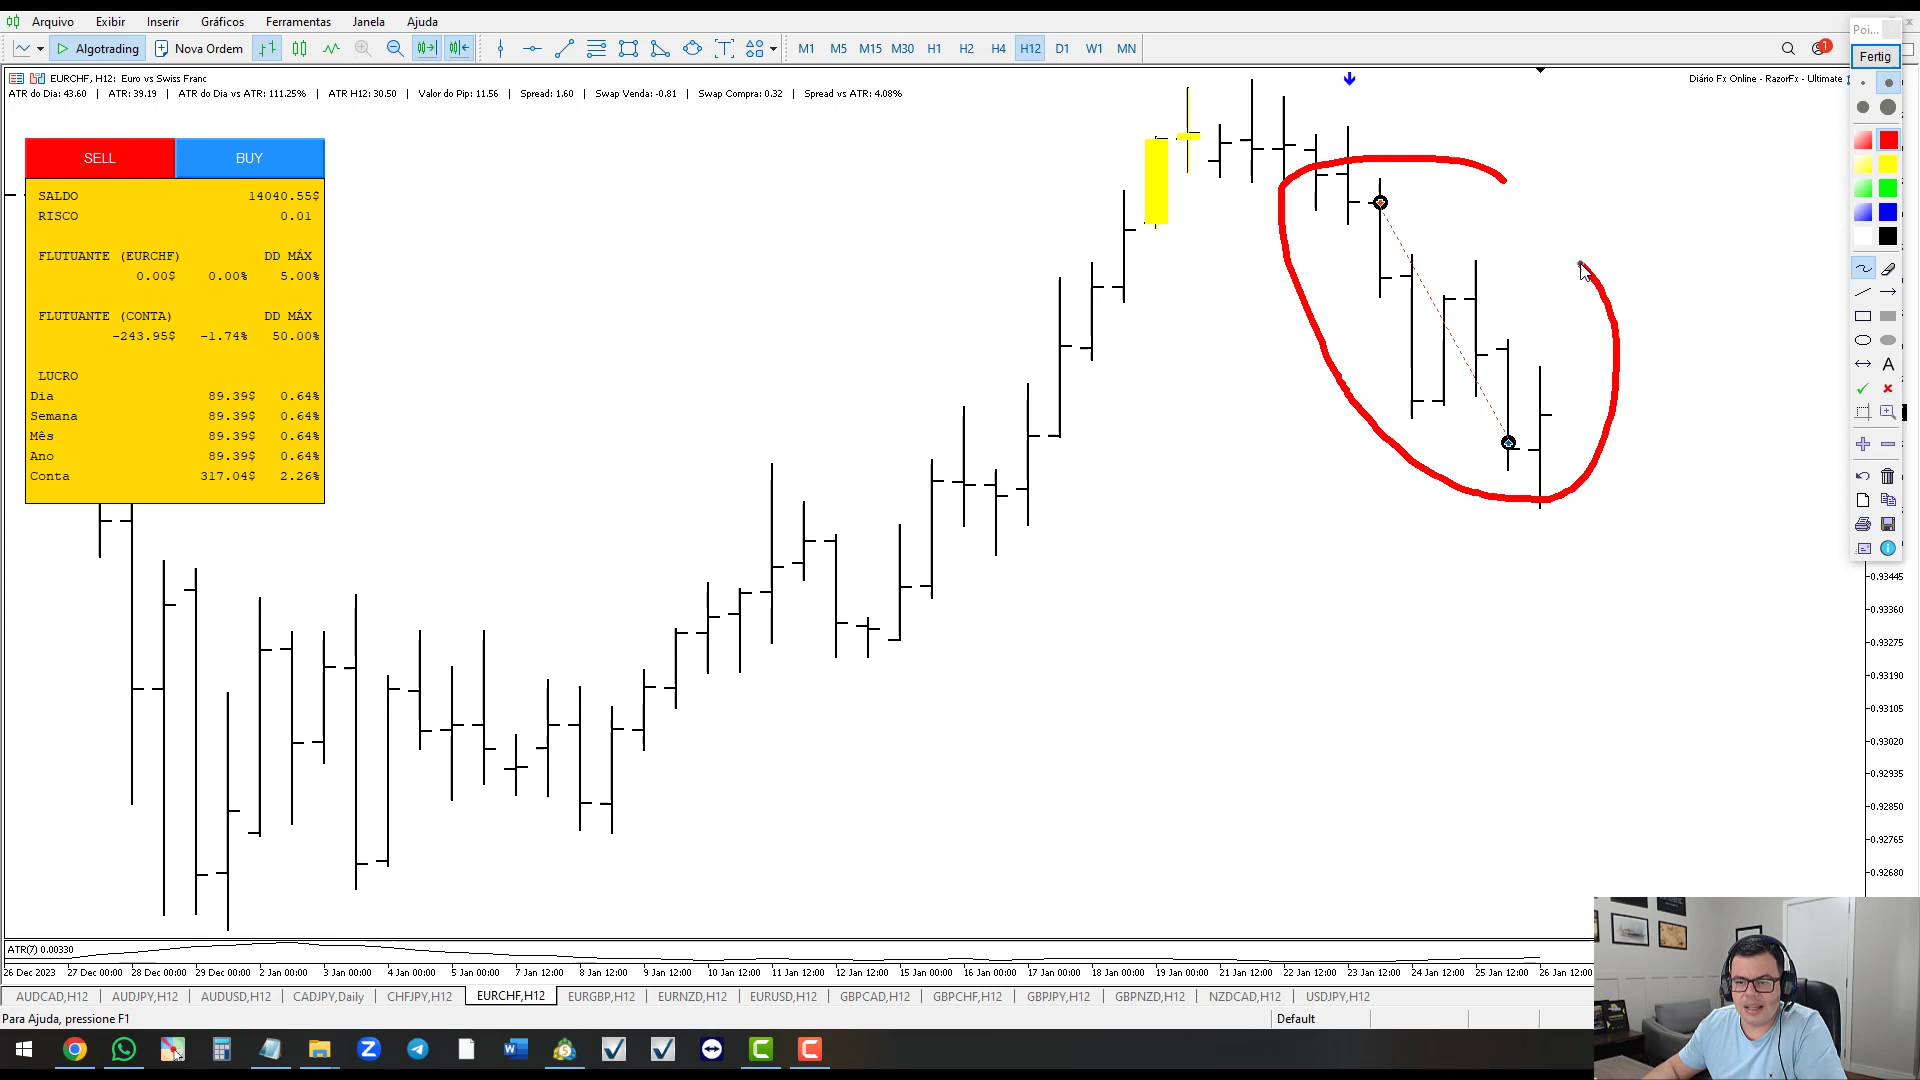 Arquivo Exibir Inserir Gráficos Ferramentas Janela Ajuda
Algotrading Nova Ordem M1 M5 M15 M30 H1 H2 H4 H12 D1 W1 MN 1
Poi...
Fertig
EURCHF, H12: Euro vs Swiss Franc
Diário Fx Online - RazorFx - Ultimate
ATR do Dia: 43.60 | ATR: 39.19 | ATR do Dia vs ATR: 111.25% | ATR H12: 30.50 | Valor do Pip: 11.56 | Spread: 1.60 | Swap Venda: -0.81 | Swap Compra: 0.32 | Spread vs ATR: 4.08%
SELL BUY
SALDO 14040.55$
RISCO 0.01
FLUTUANTE (EURCHF) DD MÁX
0.00$ 0.00% 5.00%
FLUTUANTE (CONTA) DD MÁX
-243.95$ -1.74% 50.00%
LUCRO
Dia 89.39$ 0.64%
Semana 89.39$ 0.64%
Mês 89.39$ 0.64%
Ano 89.39$ 0.64%
Conta 317.04$ 2.26%
A
0.93445
0.93360
0.93275
0.93190
0.93105
0.93020
0.92935
0.92850
0.92765
0.92680
ATR(7) 0.00330
26 Dec 2023 27 Dec 00:00 28 Dec 00:00 29 Dec 00:00 2 Jan 00:00 3 Jan 00:00 4 Jan 00:00 5 Jan 00:00 7 Jan 12:00 8 Jan 12:00 9 Jan 12:00 10 Jan 12:00 11 Jan 12:00 12 Jan 12:00 15 Jan 00:00 16 Jan 00:00 17 Jan 00:00 18 Jan 00:00 19 Jan 00:00 21 Jan 12:00 22 Jan 12:00 23 Jan 12:00 24 Jan 12:00 25 Jan 12:00 26 Jan 12:00
AUDCAD,H12 AUDJPY,H12 AUDUSD,H12 CADJPY,Daily CHFJPY,H12 EURCHF,H12 EURGBP,H12 EURNZD,H12 EURUSD,H12 GBPCAD,H12 GBPCHF,H12 GBPJPY,H12 GBPNZD,H12 NZDCAD,H12 USDJPY,H12
Para Ajuda, pressione F1 Default